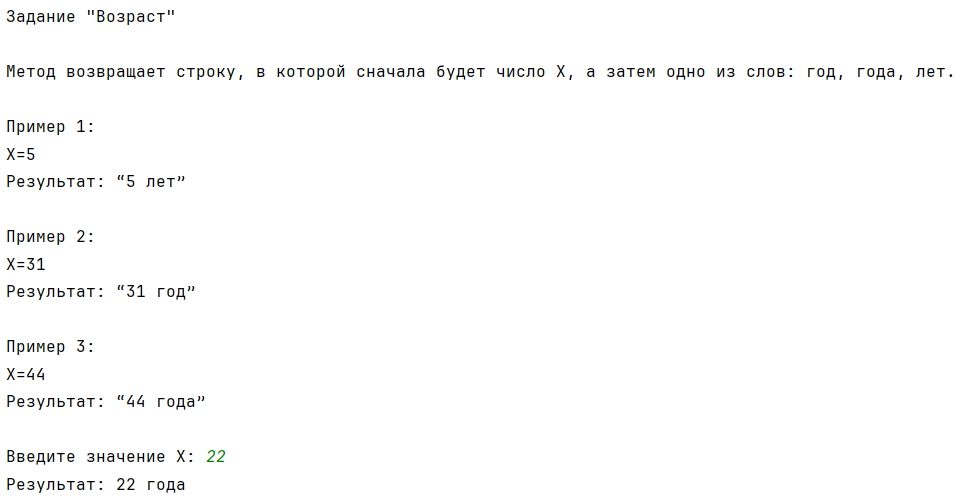 Задание "Возраст"
Метод возвращает строку, в которой сначала будет число X, а затем одно из слов: год, года, лет.
Пример 1:
X=5
Результат: “5 лет”
Пример 2:
X=31
Результат: “31 год”
Пример 3:
X=44
Результат: “44 года”
Введите значение X: 22
Результат: 22 года